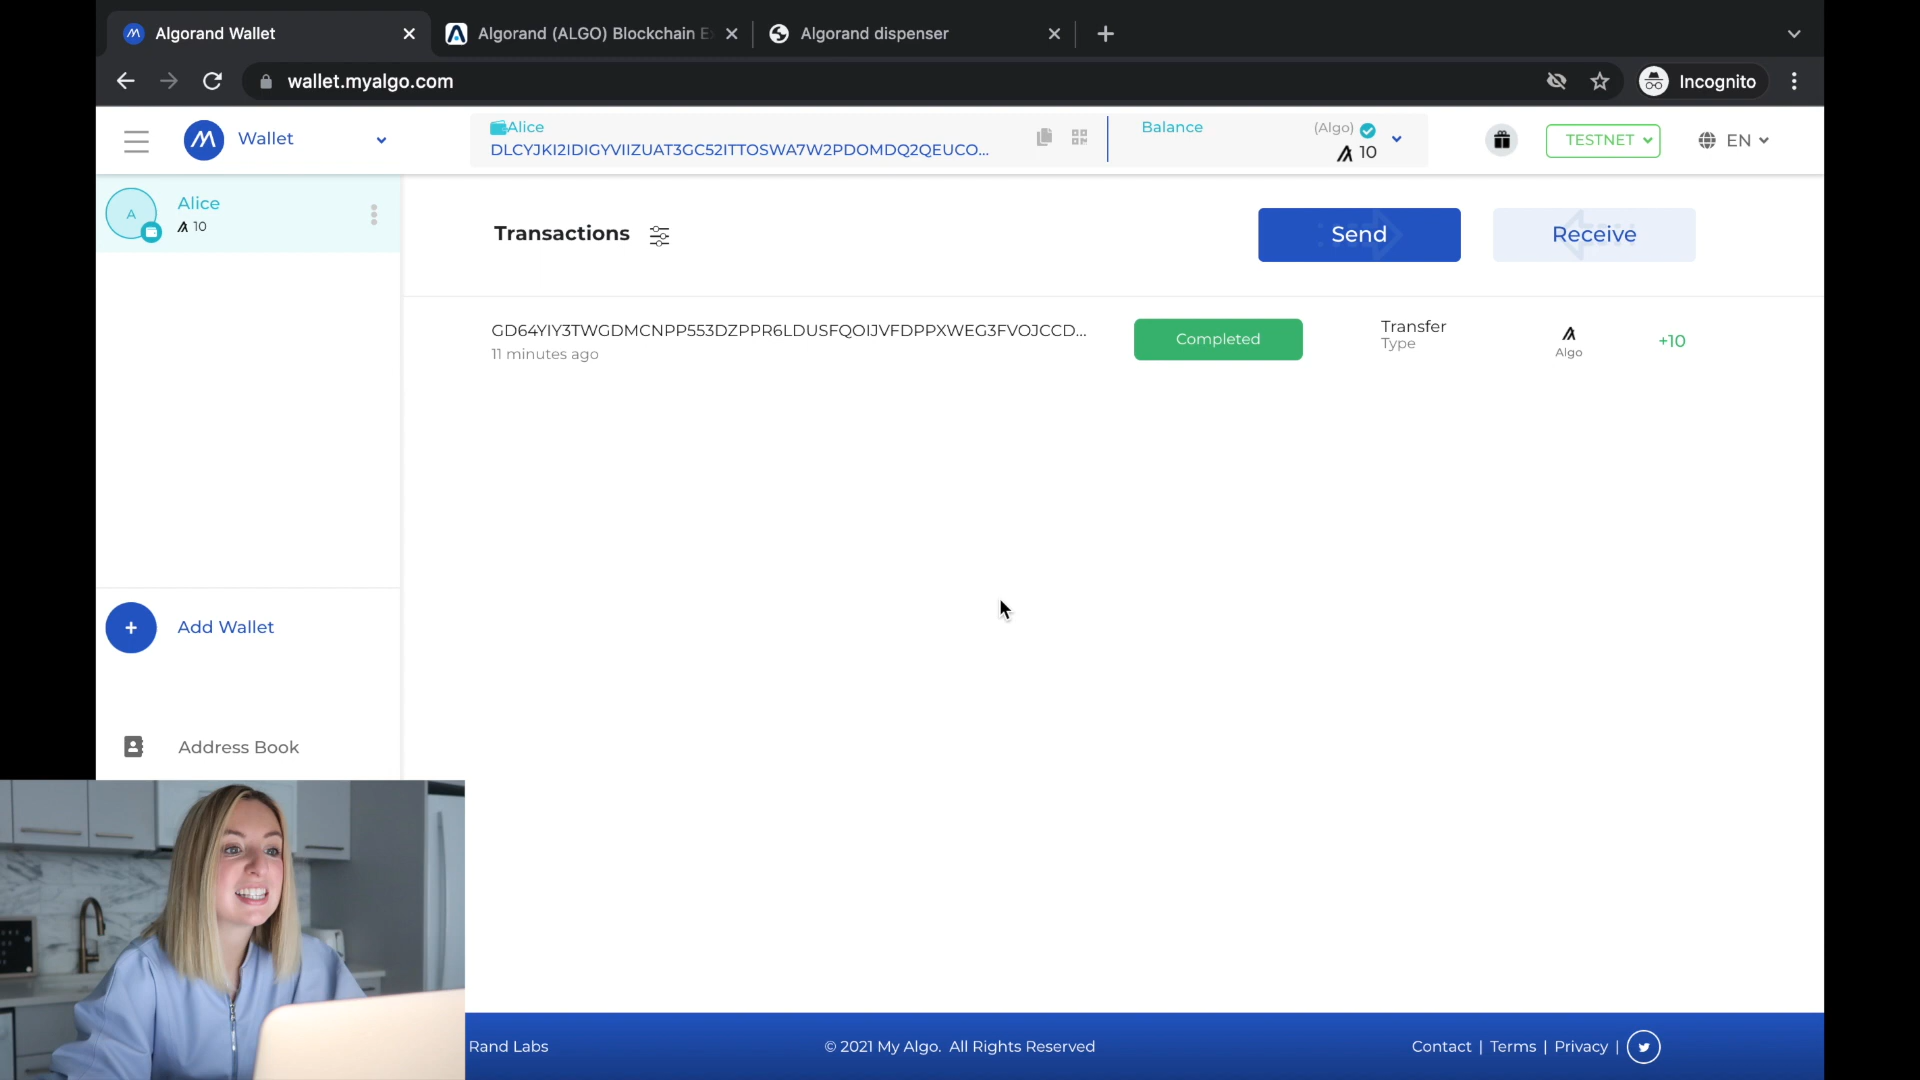 Algorand Wallet
Algorand (ALGO) Blockchain E
Algorand dispenser
wallet.myalgo.com
Incognito
Wallet
Alice
DLCYJKI2IDIGYVIIZUAT3GC52ITTOSWA7W2PDOMDQ2QEUCO...
Balance
(Algo)
10
TESTNET
EN
A
Alice
10
Transactions
Send
Receive
GD64YIY3TWGDMCNPP553DZPPR6LDUSFQOIJVFDPPXWEG3FVOJCCD...
11 minutes ago
Completed
Transfer
Type
Algo
+10
Add Wallet
Address Book
Rand Labs
© 2021 My Algo. All Rights Reserved
Contact | Terms | Privacy |